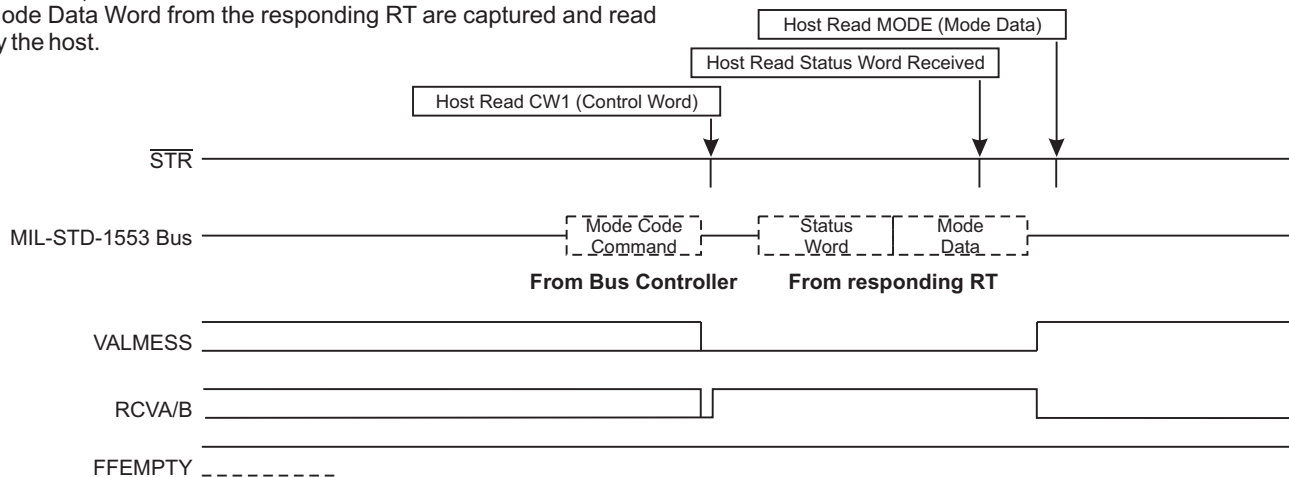 ode Data Word from the responding RT are captured and read
y the host.
Host Read MODE (Mode Data)
Host Read Status Word Received
Host Read CW1 (Control Word)
STR
MIL-STD-1553 Bus
Mode Code
Command
Status
Word
Mode
Data
From Bus Controller
From responding RT
VALMESS
RCVA/B
FFEMPTY